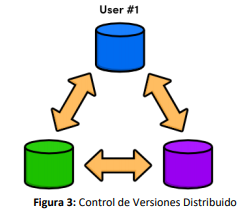 User #1
Figura 3: Control de Versiones Distribuido